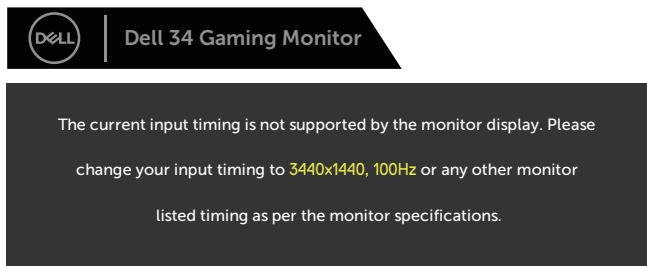 DELL
Dell 34 Gaming Monitor
The current input timing is not supported by the monitor display. Please
change your input timing to 3440x1440, 100Hz or any other monitor
listed timing as per the monitor specifications.